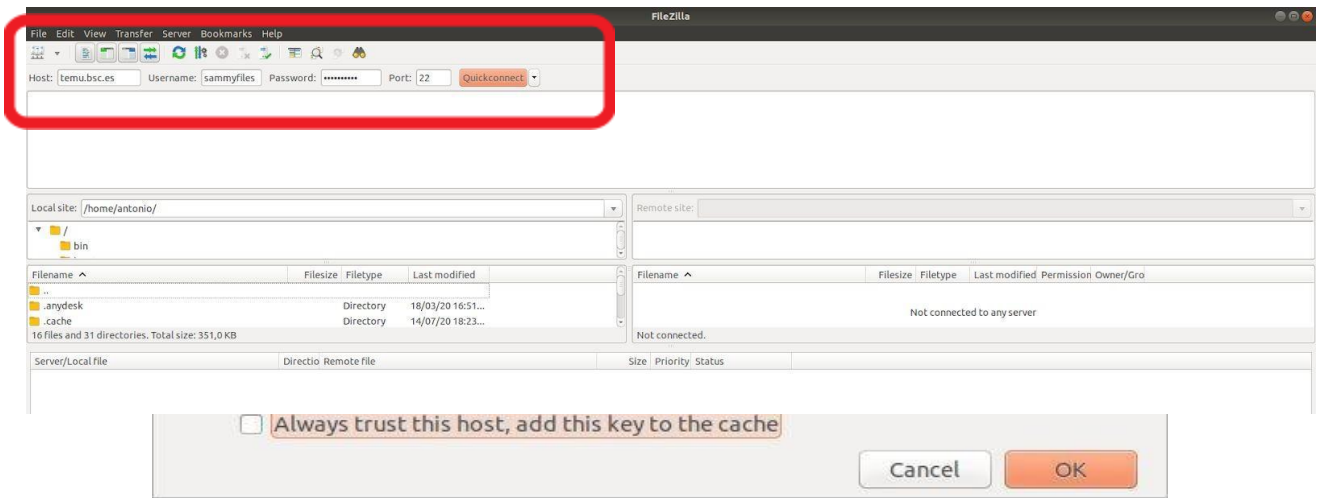 FileZilla
File Edit View Transfer Server Bookmarks Help
Host: temu.bsc.es Username: sammyfiles Password: •••••••••• Port: 22 Quickconnect
Local site: /home/antonio/
Remote site:
/
bin
Filename Filesize Filetype Last modified
Filename Filesize Filetype Last modified Permission Owner/Gro
..
.anydesk Directory 18/03/20 16:51...
.cache Directory 14/07/20 18:23...
Not connected to any server
16 files and 31 directories. Total size: 351,0 KB
Not connected.
Server/Local file Directio Remote file Size Priority Status
Always trust this host, add this key to the cache
Cancel OK